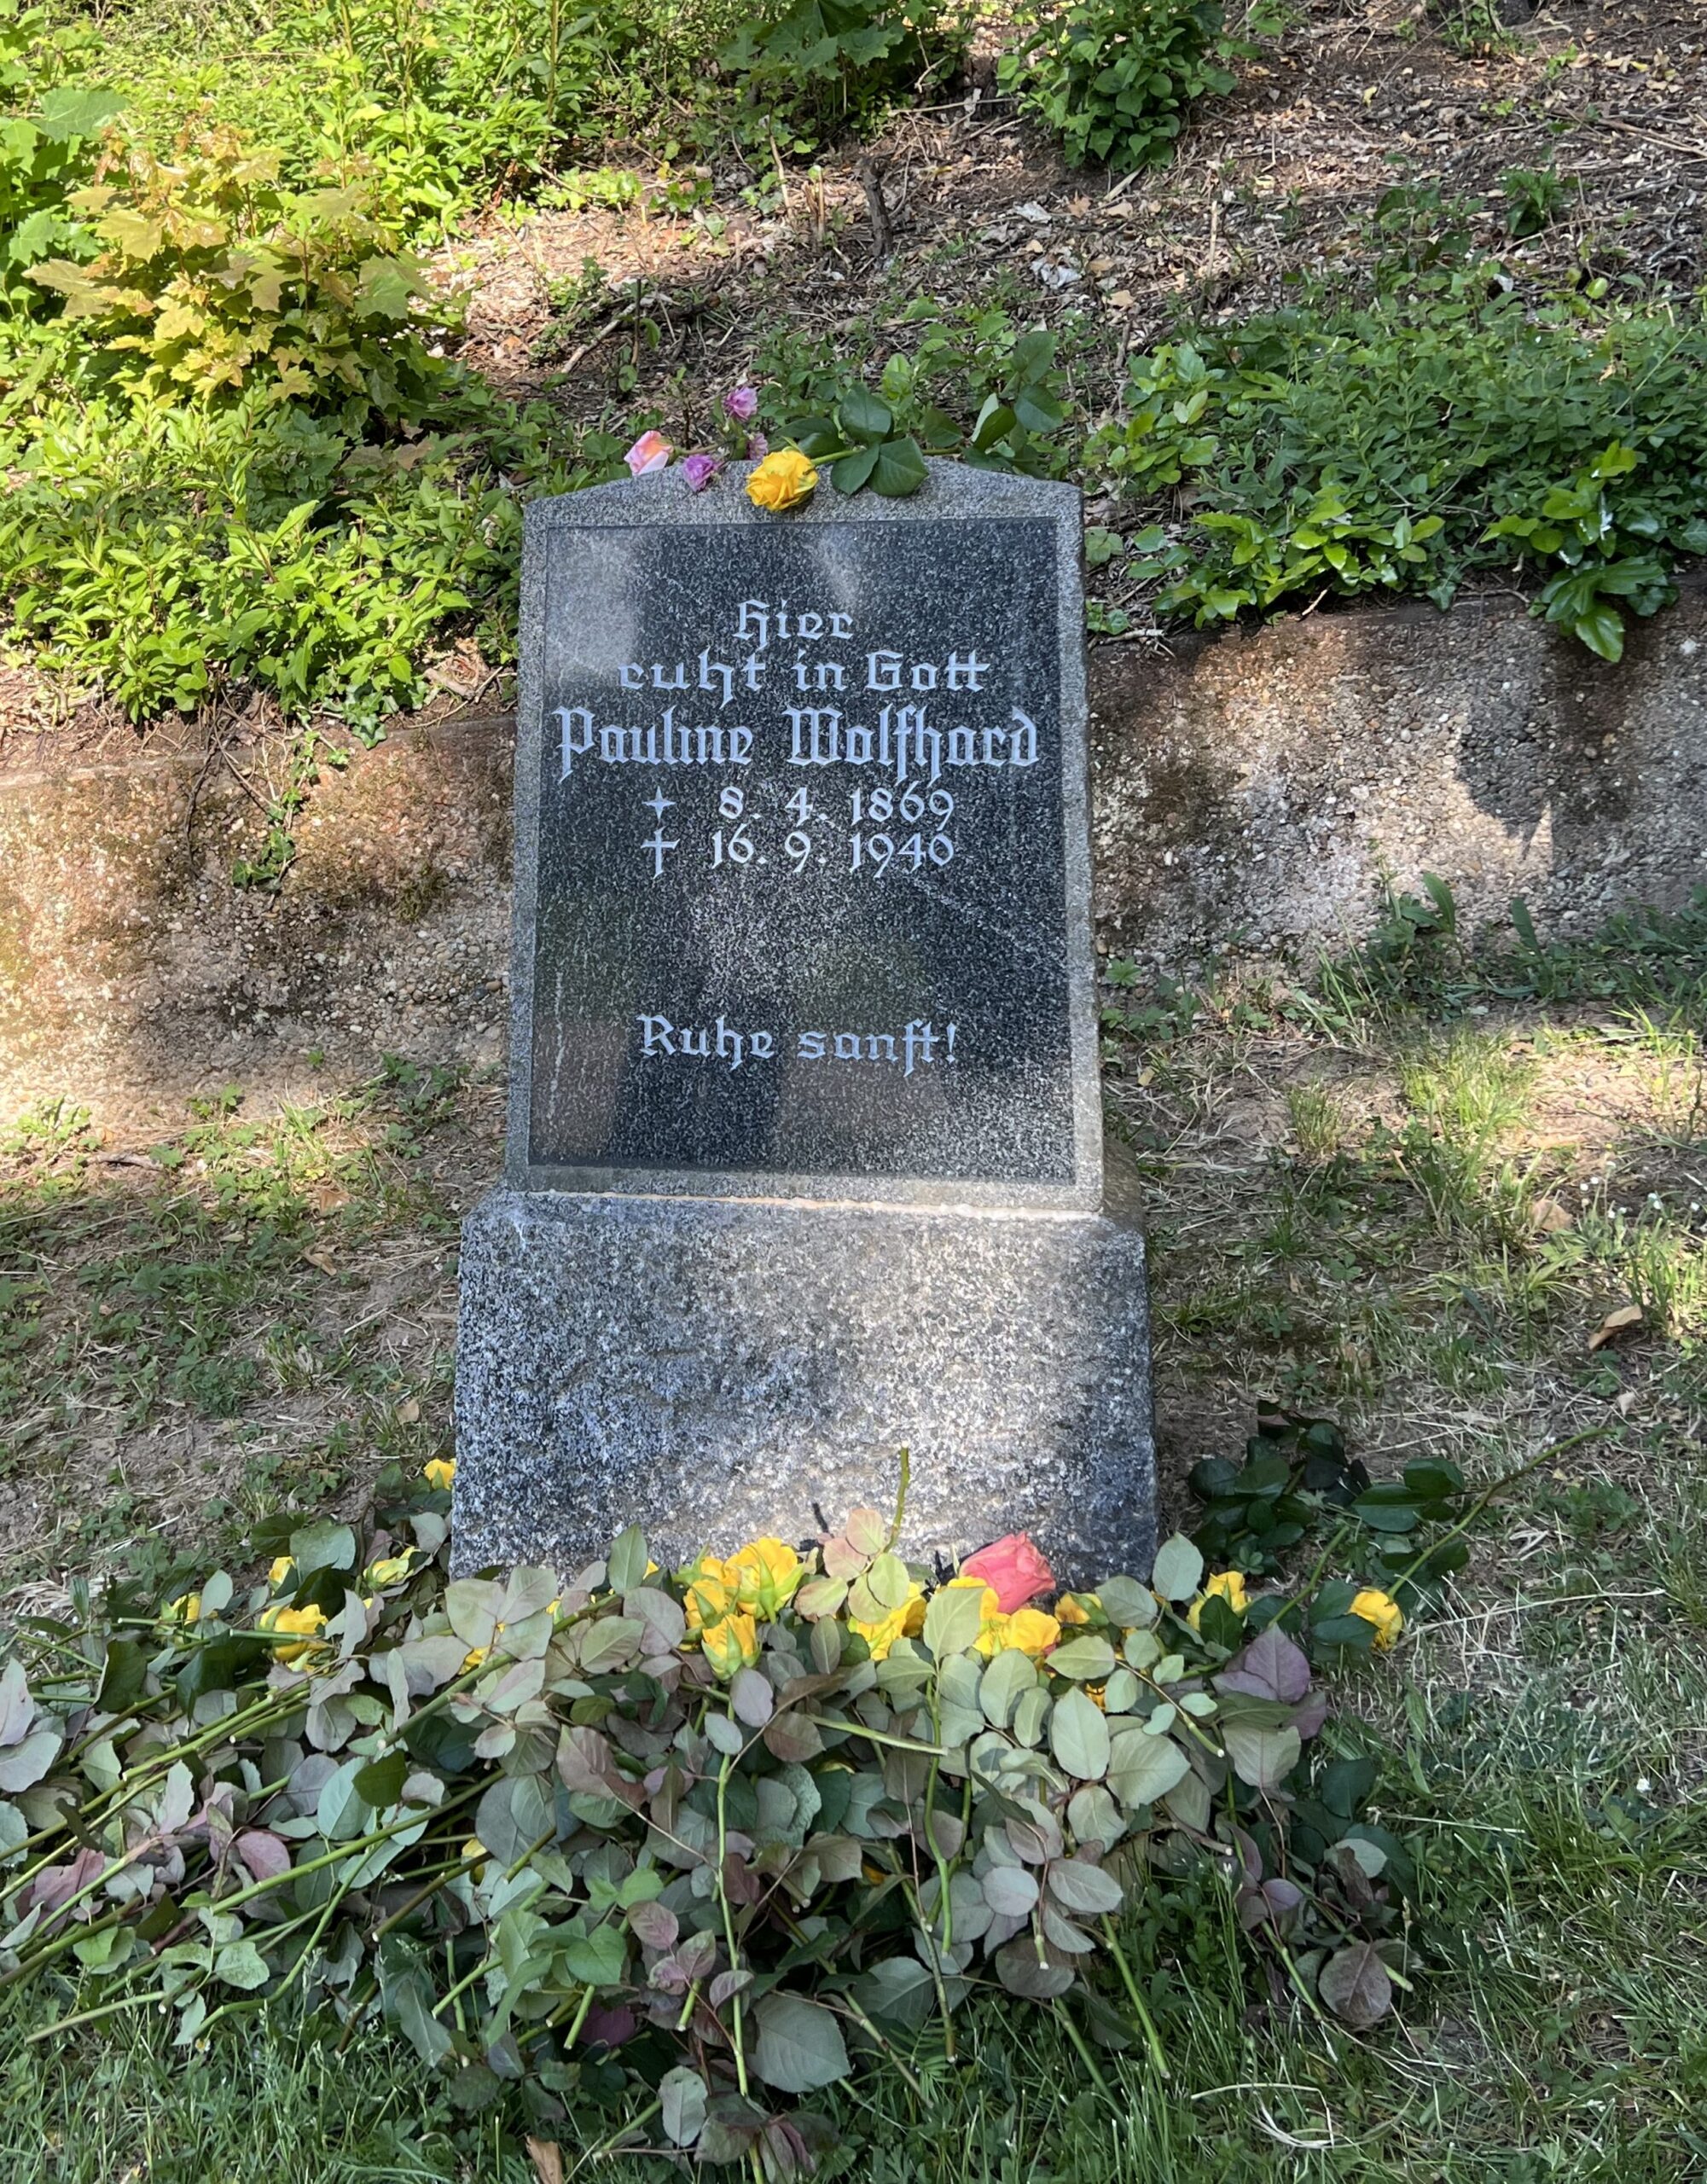 Hier
ruht in Gott
Pauline Wolfhard
✦ 8. 4. 1869
† 16. 9. 1940
Ruhe sanft!